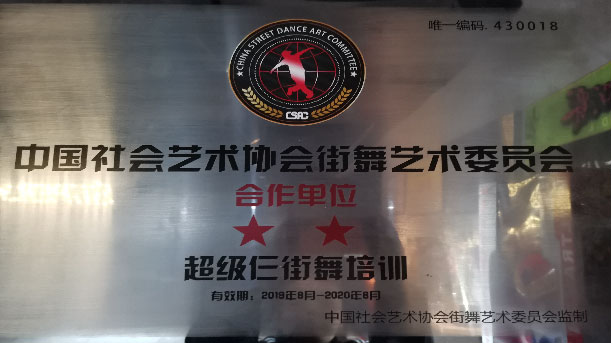 唯一编码. 430018
★CHINA STREET DANCE ART COMMITTEE★
CSAC
中国社会艺术协会街舞艺术委员会
合作单位
★ ★
超级仨街舞培训
有效期：2019年8月-2020年8月
中国社会艺术协会街舞艺术委员会监制